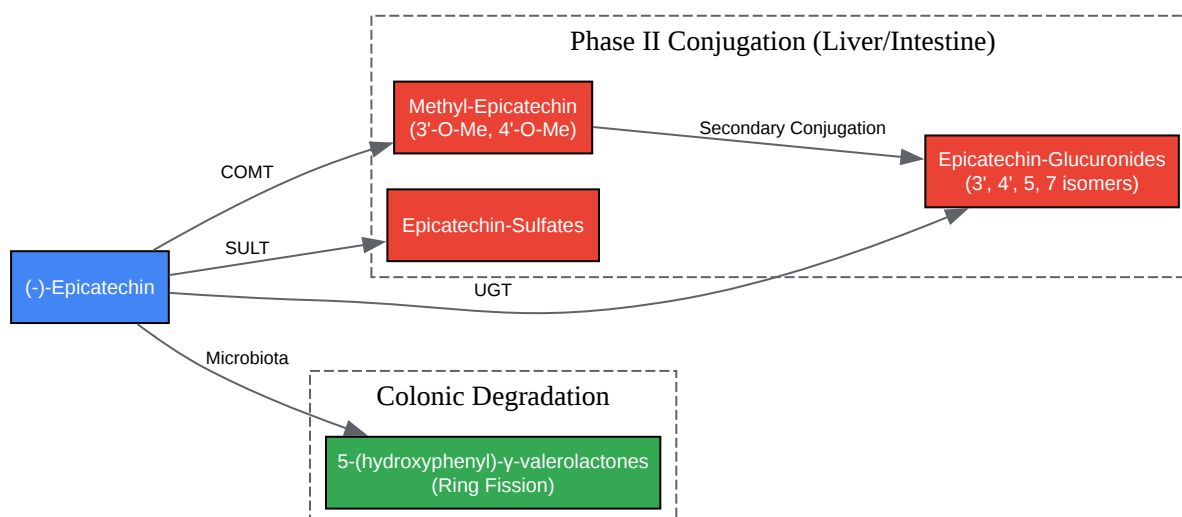 Phase II Conjugation (Liver/Intestine)
Methyl-Epicatechin
(3'-O-Me, 4'-O-Me)
Secondary Conjugation
Epicatechin-Glucuronides
(3', 4', 5, 7 isomers)
COMT
Epicatechin-Sulfates
SULT
(-)-Epicatechin
UGT
Microbiota
Colonic Degradation
5-(hydroxyphenyl)-γ-valerolactones
(Ring Fission)